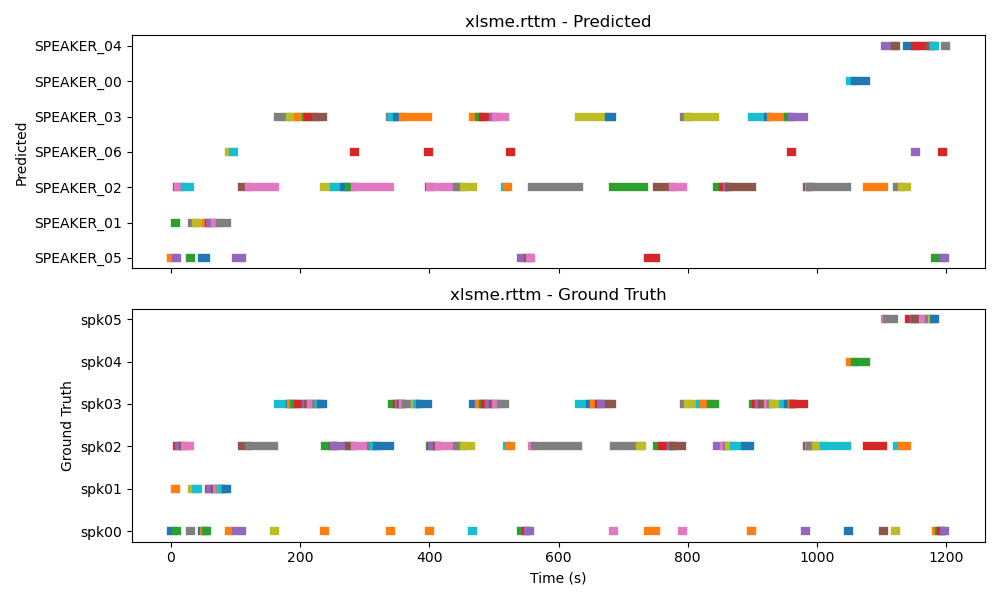 xlsme.rttm - Predicted
Predicted
SPEAKER_04
SPEAKER_00
SPEAKER_03
SPEAKER_06
SPEAKER_02
SPEAKER_01
SPEAKER_05
xlsme.rttm - Ground Truth
Ground Truth
spk05
spk04
spk03
spk02
spk01
spk00
0 200 400 600 800 1000 1200
Time (s)